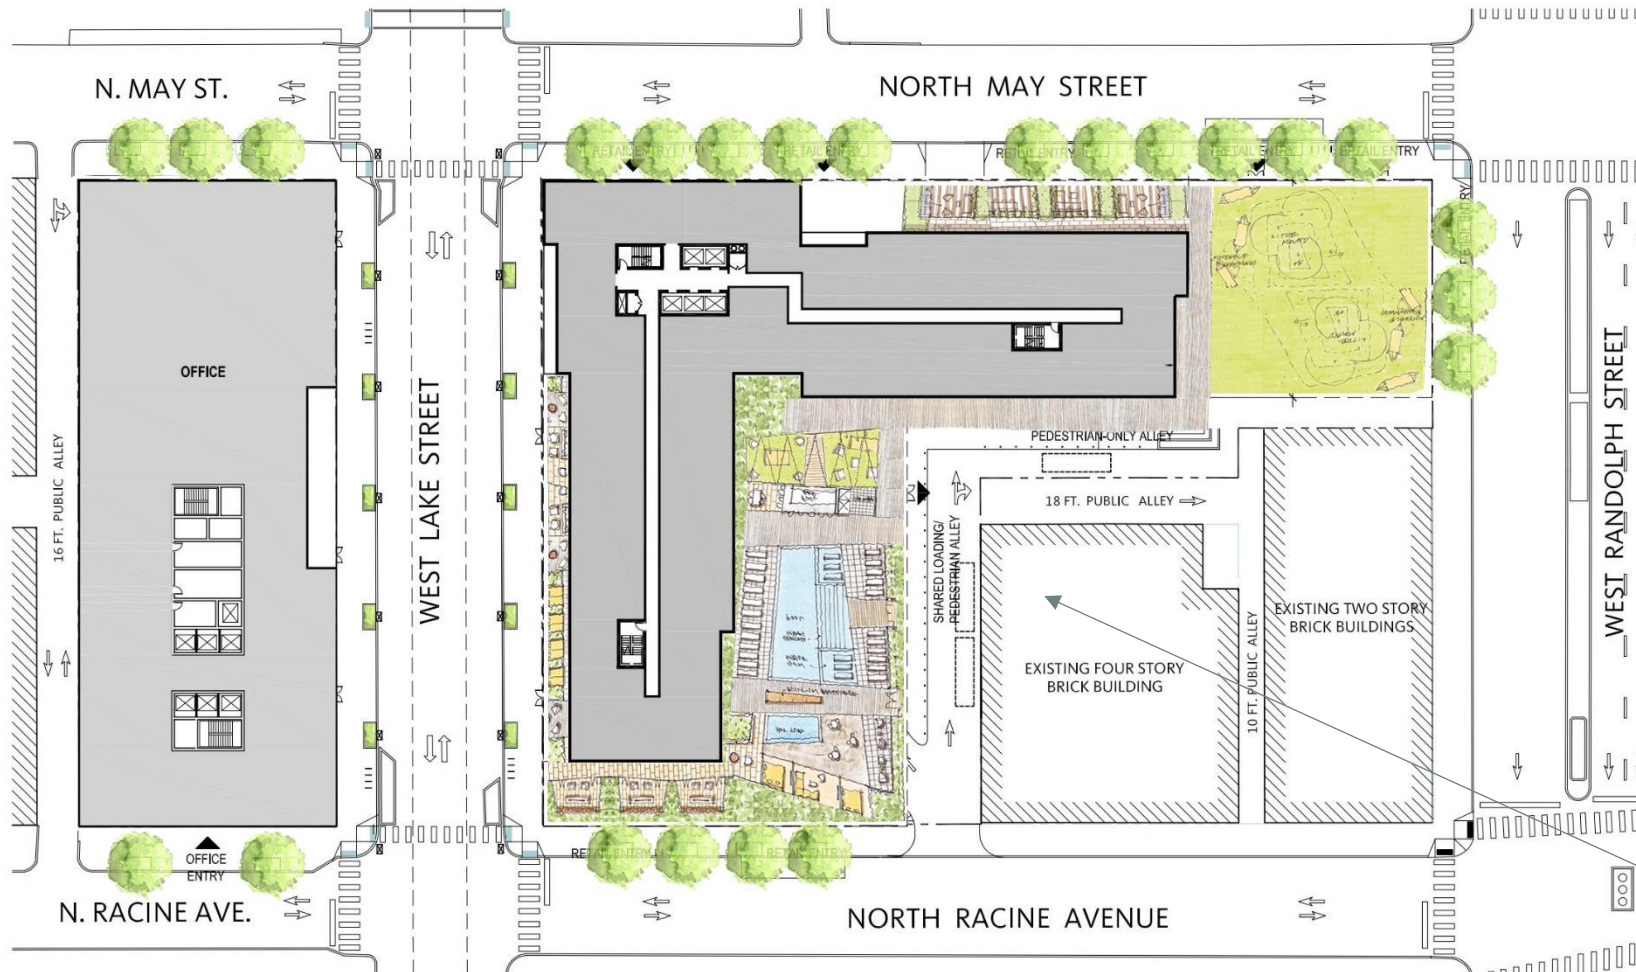 N. MAY ST.
NORTH MAY STREET
RETAIL ENTRY
RETAIL ENTRY
RETAIL ENTRY
RETAIL ENTRY
RETAIL ENTRY
RETAIL ENTRY
OFFICE
16 FT. PUBLIC ALLEY
WEST LAKE STREET
WEST RANDOLPH STREET
PEDESTRIAN-ONLY ALLEY
18 FT. PUBLIC ALLEY
SHARED LOADING/
PEDESTRIAN ALLEY
EXISTING FOUR STORY
BRICK BUILDING
10 FT. PUBLIC ALLEY
EXISTING TWO STORY
BRICK BUILDINGS
OFFICE
ENTRY
RETAIL ENTRY
RETAIL ENTRY
N. RACINE AVE.
NORTH RACINE AVENUE